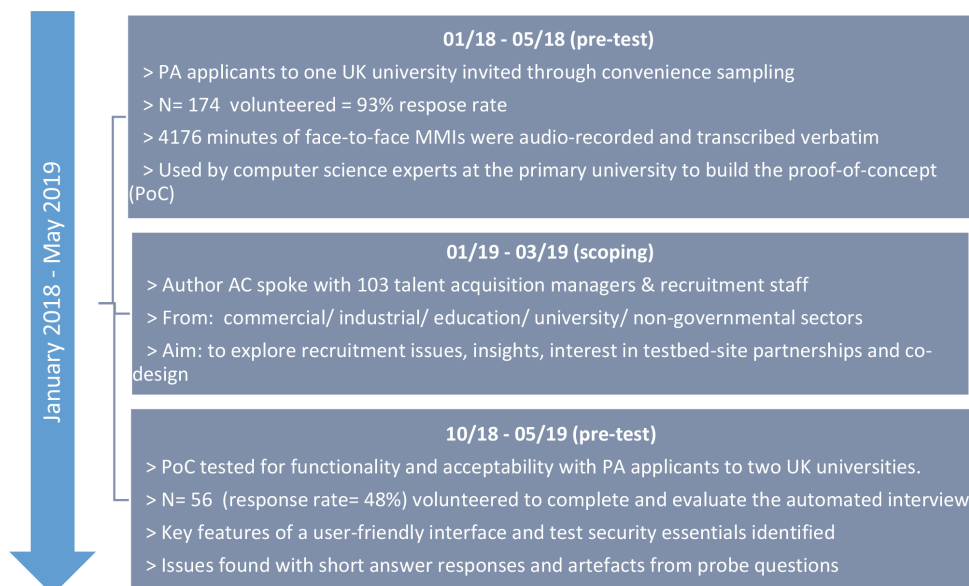 January 2018 - May 2019
01/18 - 05/18 (pre-test)
> PA applicants to one UK university invited through convenience sampling
> N= 174 volunteered = 93% respose rate
> 4176 minutes of face-to-face MMIs were audio-recorded and transcribed verbatim
> Used by computer science experts at the primary university to build the proof-of-concept
(PoC)
01/19 - 03/19 (scoping)
> Author AC spoke with 103 talent acquisition managers & recruitment staff
> From: commercial/ industrial/ education/ university/ non-governmental sectors
> Aim: to explore recruitment issues, insights, interest in testbed-site partnerships and co-
design
10/18 - 05/19 (pre-test)
> PoC tested for functionality and acceptability with PA applicants to two UK universities.
> N= 56 (response rate= 48%) volunteered to complete and evaluate the automated interview
> Key features of a user-friendly interface and test security essentials identified
> Issues found with short answer responses and artefacts from probe questions